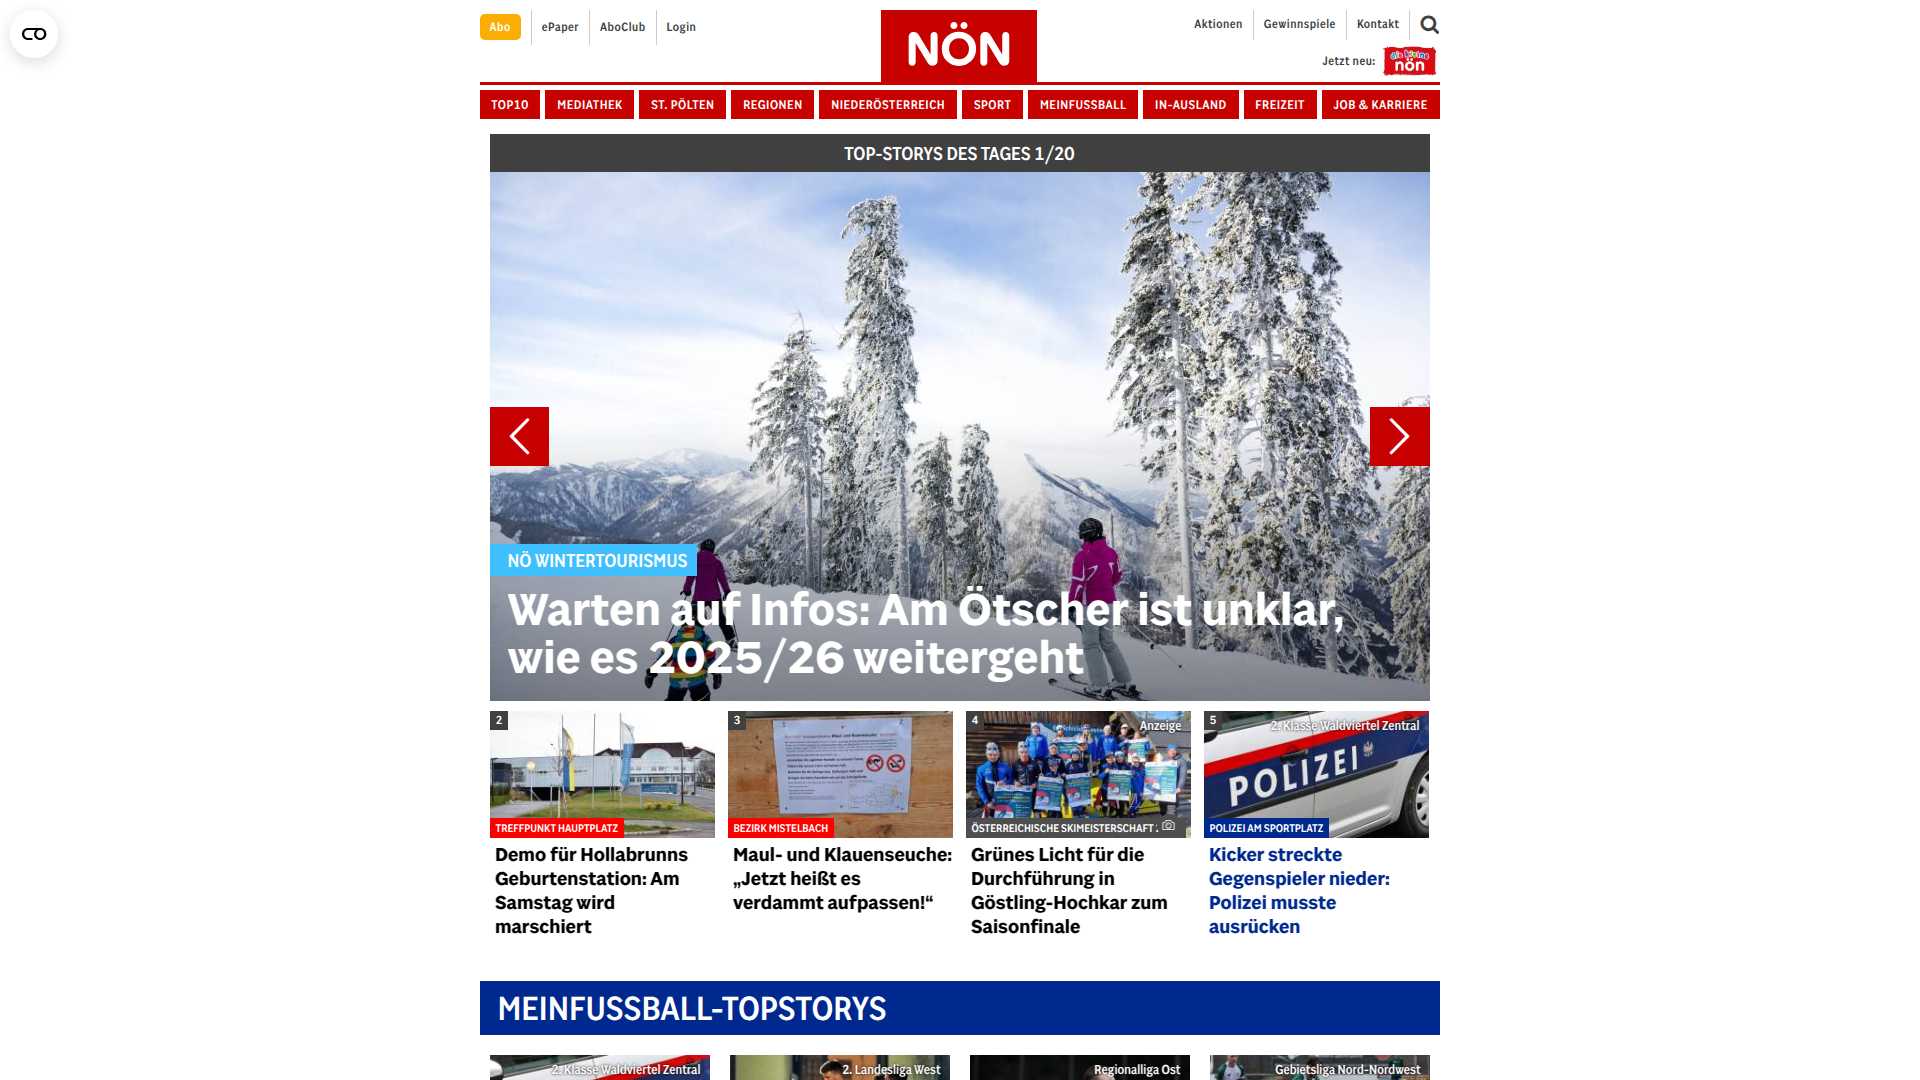 Abo
ePaper
AboClub
Login
NÖN
Aktionen
Gewinnspiele
Kontakt
Jetzt neu:
die kleine
nön
TOP10
MEDIATHEK
ST. PÖLTEN
REGIONEN
NIEDERÖSTERREICH
SPORT
MEINFUSSBALL
IN-AUSLAND
FREIZEIT
JOB & KARRIERE
TOP-STORYS DES TAGES 1/20
NÖ WINTERTOURISMUS
Warten auf Infos: Am Ötscher ist unklar,
wie es 2025/26 weitergeht
2
TREFFPUNKT HAUPTPLATZ
Demo für Hollabrunns
Geburtenstation: Am
Samstag wird
marschiert
3
BEZIRK MISTELBACH
Maul- und Klauenseuche:
„Jetzt heißt es
verdammt aufpassen!“
4
Anzeige
ÖSTERREICHISCHE SKIMEISTERSCHAFT .
Grünes Licht für die
Durchführung in
Göstling-Hochkar zum
Saisonfinale
5
2. Klasse Waldviertel Zentral
POLIZEI
POLIZEI AM SPORTPLATZ
Kicker streckte
Gegenspieler nieder:
Polizei musste
ausrücken
MEINFUSSBALL-TOPSTORYS
2. Klasse Waldviertel Zentral
2. Landesliga West
Regionalliga Ost
Gebietsliga Nord-Nordwest